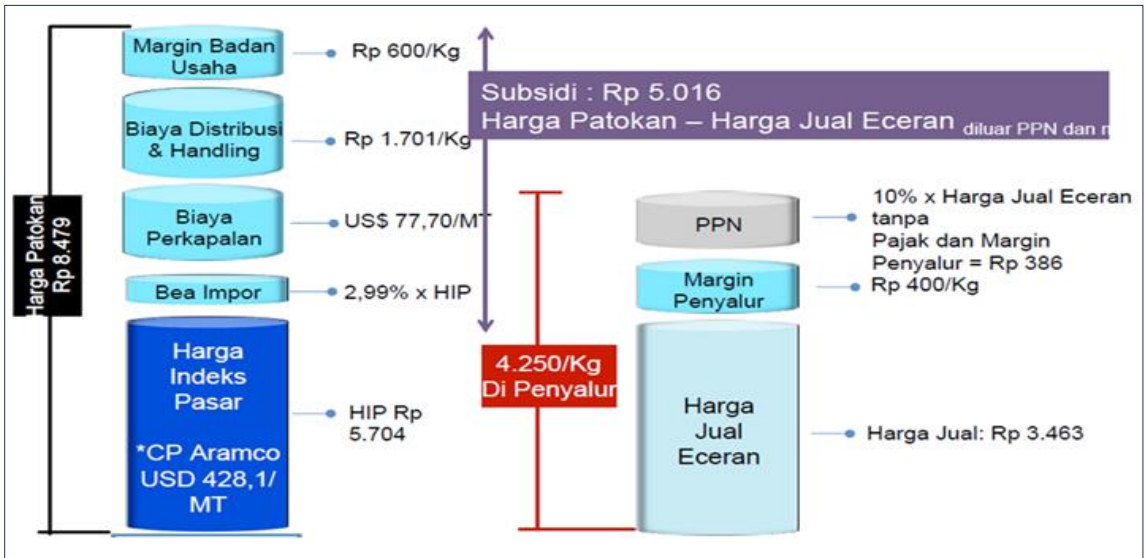 Harga Patokan
Rp 8.479
Margin Badan
Usaha
Rp 600/Kg
Biaya Distribusi
& Handling
Rp 1.701/Kg
Biaya
Perkapalan
US$ 77,70/MT
Bea Impor
2,99% x HIP
Harga
Indeks
Pasar
*CP Aramco
USD 428,1/
MT
HIP Rp
5.704
Subsidi : Rp 5.016
Harga Patokan – Harga Jual Eceran diluar PPN dan
4.250/Kg
Di Penyalur
PPN
10% x Harga Jual Eceran
tanpa
Pajak dan Margin
Penyalur = Rp 386
Margin
Penyalur
Rp 400/Kg
Harga
Jual
Eceran
Harga Jual: Rp 3.463